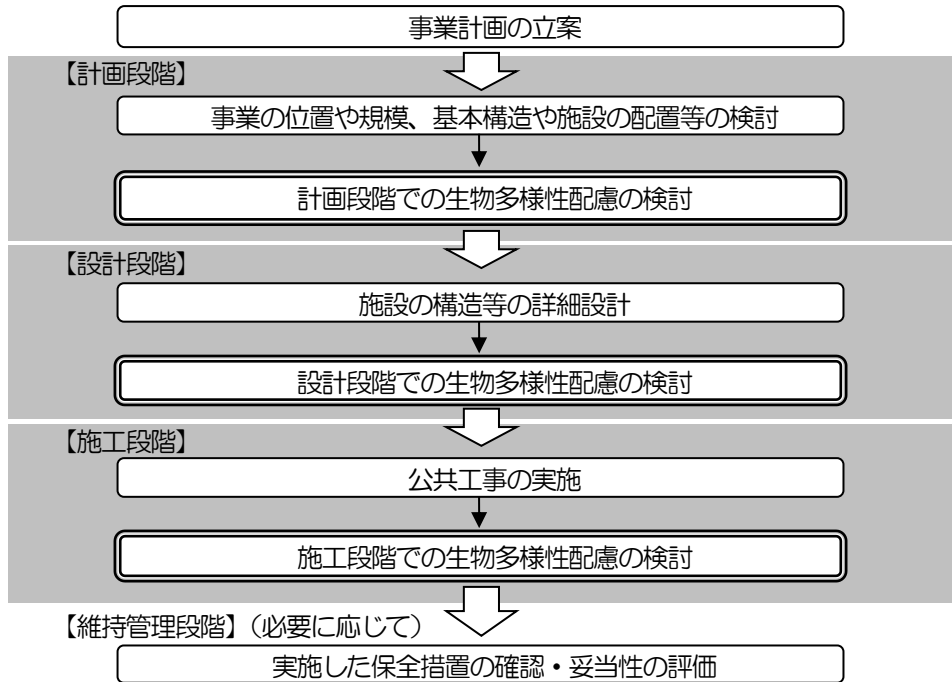 事業計画の立案
【計画段階】
事業の位置や規模、基本構造や施設の配置等の検討
計画段階での生物多様性配慮の検討
【設計段階】
施設の構造等の詳細設計
設計段階での生物多様性配慮の検討
【施工段階】
公共工事の実施
施工段階での生物多様性配慮の検討
【維持管理段階】（必要に応じて）
実施した保全措置の確認・妥当性の評価